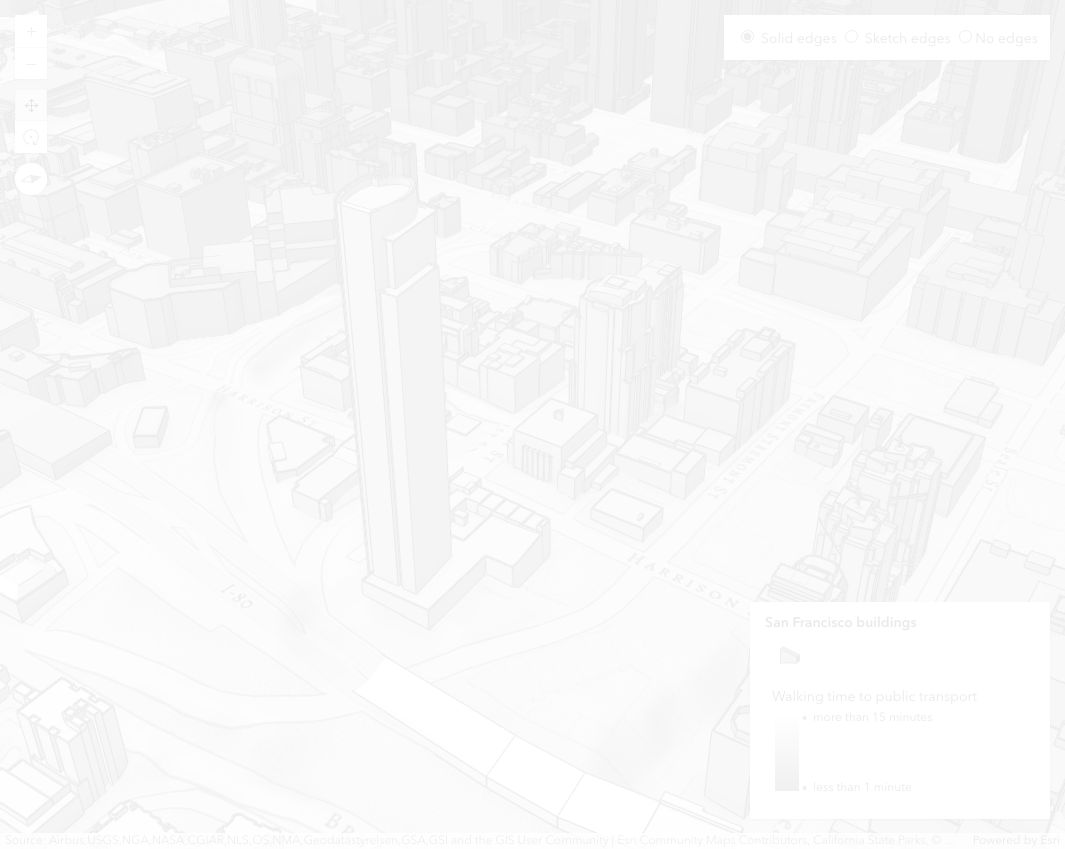 Solid edges Sketch edges No edges
HARRISON ST
I-80
HARRISON
San Francisco buildings
Walking time to public transport
more than 15 minutes
less than 1 minute
Source: Airbus,USGS,NGA,NASA,CGIAR,NLS,OS,NMA,Geodatastyrelsen,GSA,GSI and the GIS User Community | Esri Community Maps Contributors, California State Parks, © ... Powered by Esri